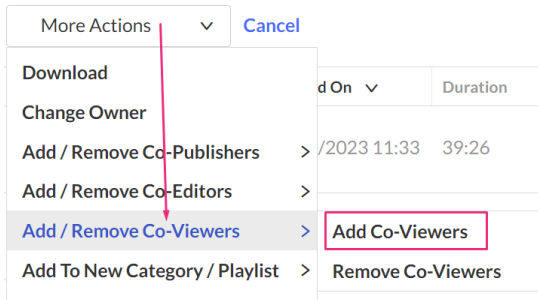 More Actions Cancel
Download
d On Duration
Change Owner
Add / Remove Co-Publishers /2023 11:33 39:26
Add / Remove Co-Editors
Add / Remove Co-Viewers Add Co-Viewers
Add To New Category / Playlist Remove Co-Viewers